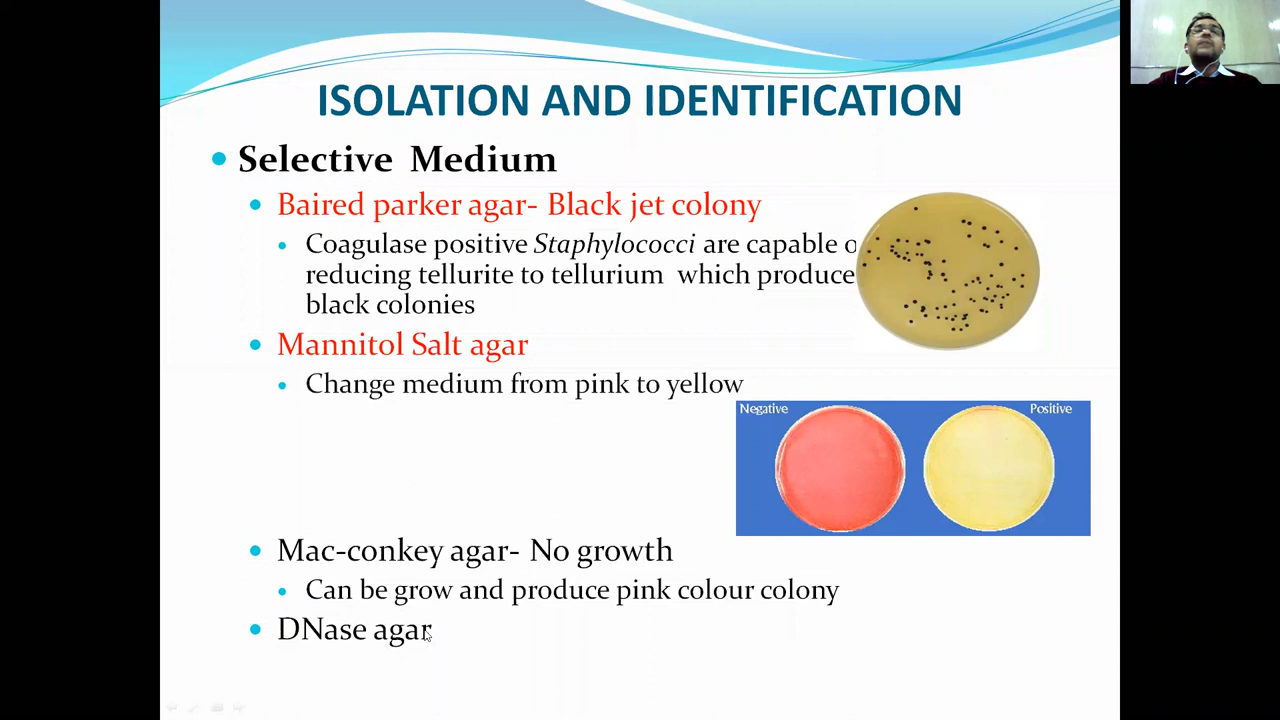 ISOLATION AND IDENTIFICATION
Selective Medium
Baired parker agar- Black jet colony
Coagulase positive Staphylococci are capable
reducing tellurite to tellurium which produce
black colonies
Mannitol Salt agar
Change medium from pink to yellow
Negative
Positive
Mac-conkey agar- No growth
Can be grow and produce pink colour colony
DNase agar